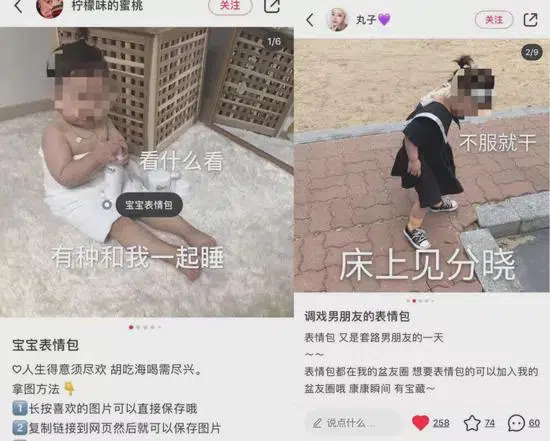 柠檬味的蜜桃
关注
1/6
看什么看
宝宝表情包
有种和我一起睡
宝宝表情包
♡人生得意须尽欢 胡吃海喝需尽兴。
拿图方法👇
1️⃣长按喜欢的图片可以直接保存哦
2️⃣复制链接到网页然后就可以保存图片
丸子💜
关注
2/9
不服就干
床上见分晓
调戏男朋友的表情包
表情包 又是套路男朋友的一天
～～
表情包都在我的盆友圈 想要表情包的可以加入我的
盆友圈哦 康康瞬间 有宝藏～
说点什么...
258
74
60